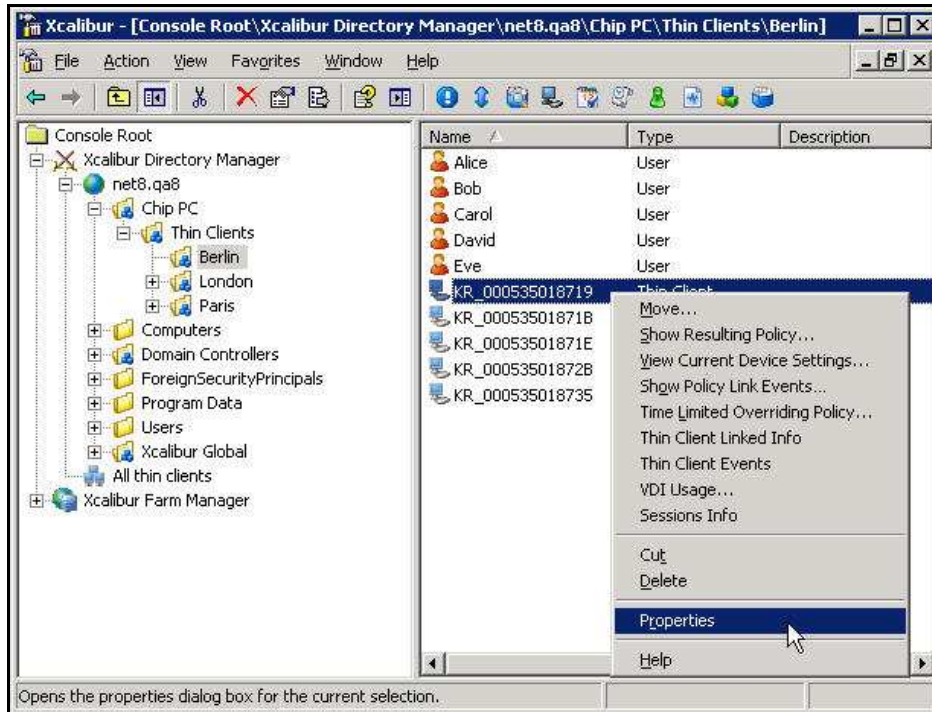 Xcalibur - [Console Root\Xcalibur Directory Manager\net8.qa8\Chip PC\Thin Clients\Berlin]
File Action View Favorites Window Help
Console Root
Xcalibur Directory Manager
net8.qa8
Chip PC
Thin Clients
Berlin
London
Paris
Computers
Domain Controllers
ForeignSecurityPrincipals
Program Data
Users
Xcalibur Global
All thin clients
Xcalibur Farm Manager
Name Type Description
Alice User
Bob User
Carol User
David User
Eve User
KR_000535018719 Thin Client
KR_00053501871B
KR_00053501871E
KR_00053501872B
KR_000535018735
Move...
Show Resulting Policy...
View Current Device Settings...
Show Policy Link Events...
Time Limited Overriding Policy...
Thin Client Linked Info
Thin Client Events
VDI Usage...
Sessions Info
Cut
Delete
Properties
Help
Opens the properties dialog box for the current selection.